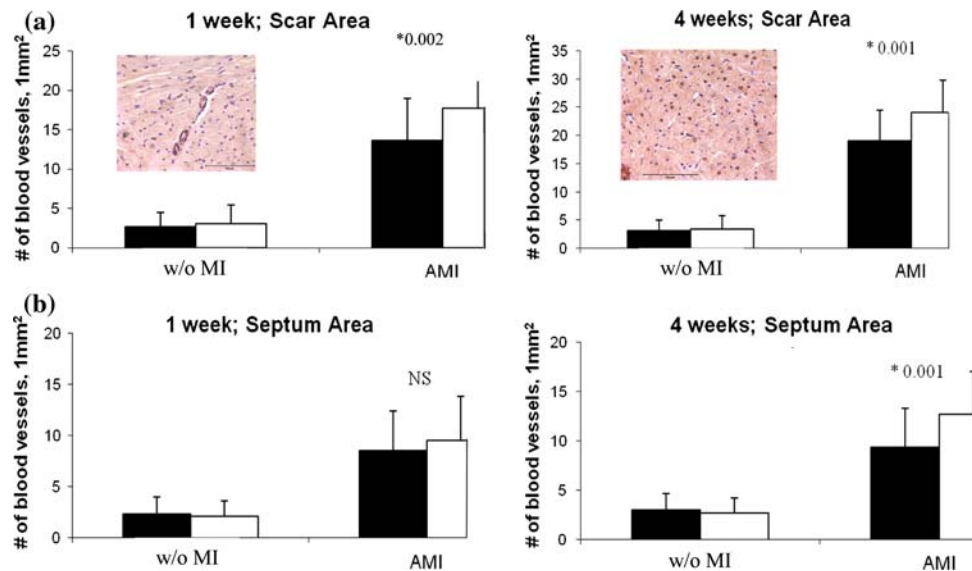 (a)
1 week; Scar Area
*0.002
# of blood vessels, 1mm²
25
20
15
10
5
0
w/o MI
AMI
4 weeks; Scar Area
* 0.001
# of blood vessels, 1mm²
35
30
25
20
15
10
5
0
w/o MI
AMI
(b)
1 week; Septum Area
NS
# of blood vessels, 1mm²
20
15
10
5
0
w/o MI
AMI
4 weeks; Septum Area
* 0.001
# of blood vessels, 1mm²
20
15
10
5
0
w/o MI
AMI